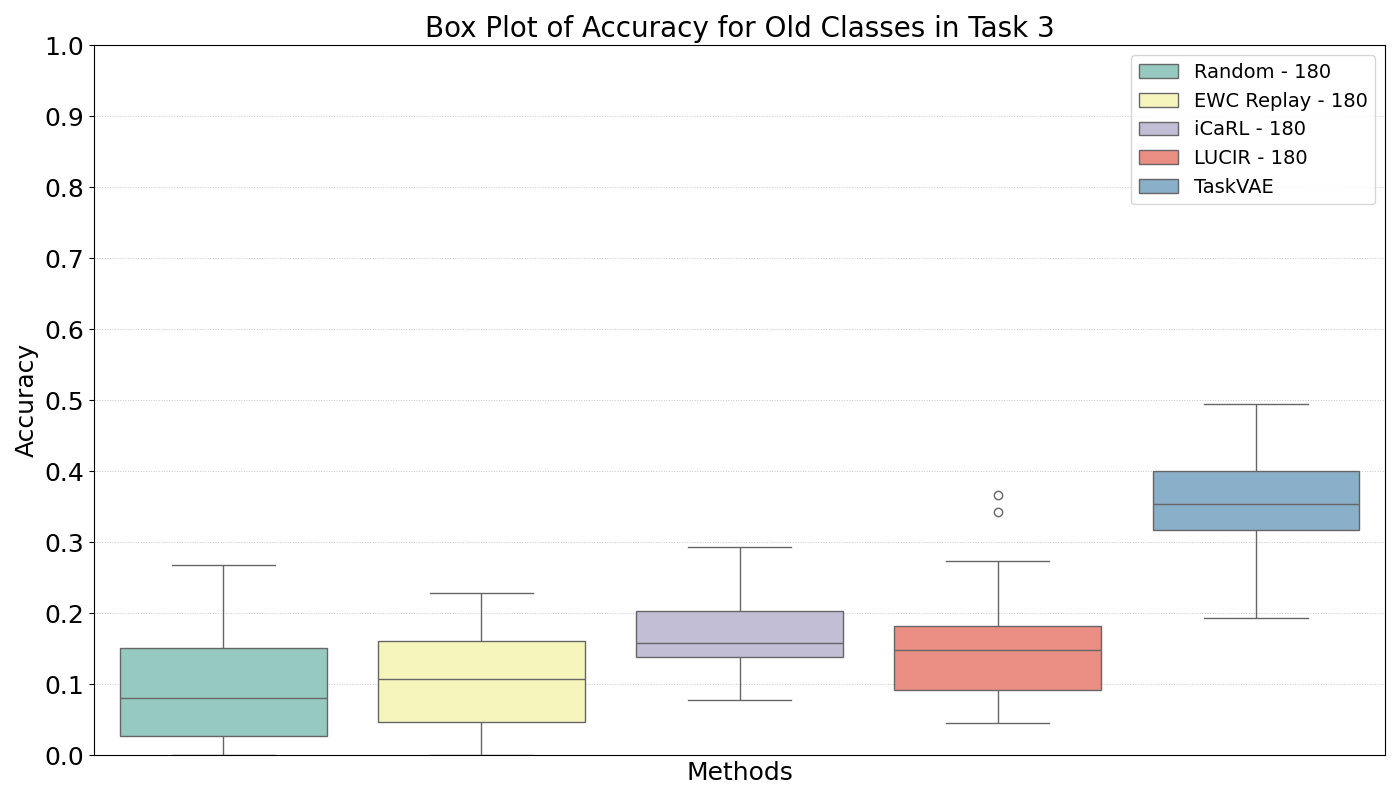 Box Plot of Accuracy for Old Classes in Task 3
1.0
0.9
0.8
0.7
0.6
0.5
0.4
0.3
0.2
0.1
0.0
Accuracy
Methods
Random - 180
EWC Replay - 180
iCaRL - 180
LUCIR - 180
TaskVAE